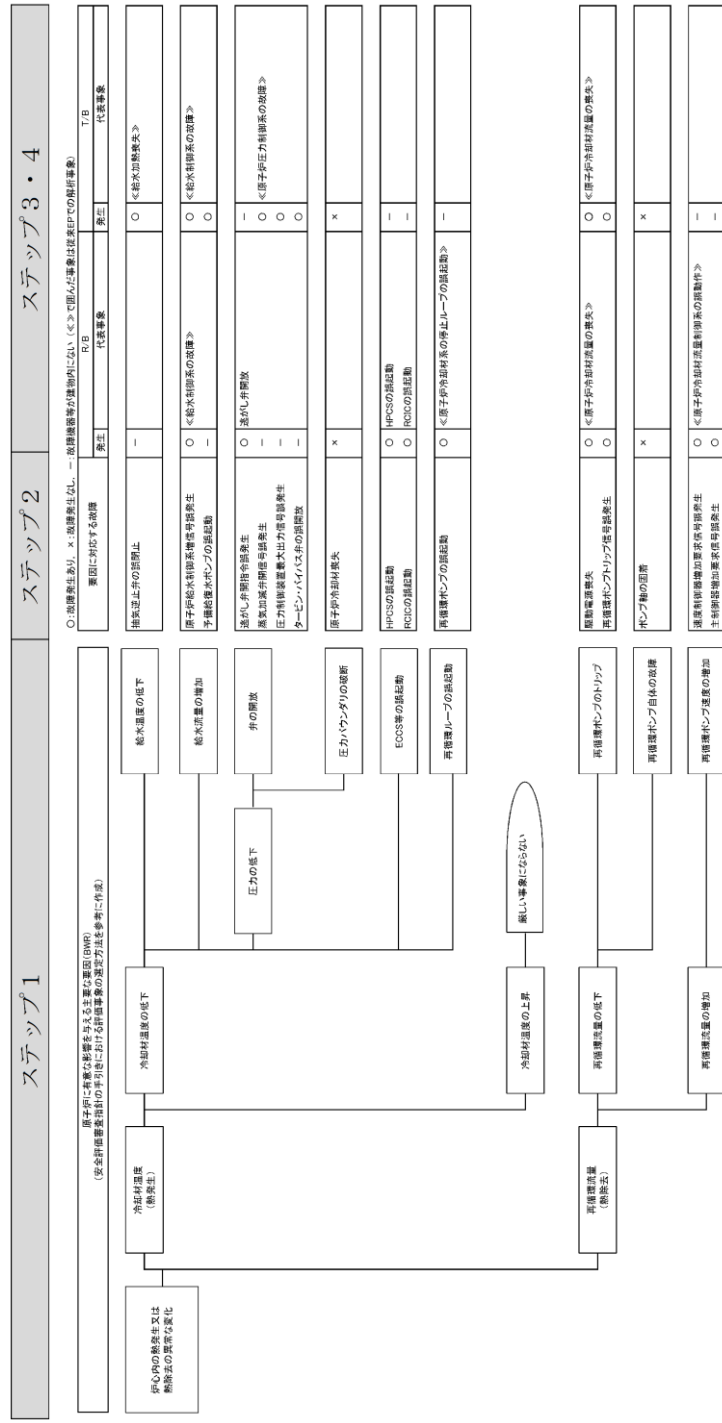 ステップ1
ステップ2
ステップ3・4
原子炉に有意な影響を与える主要な要因(BWR)
(安全評価審査指針の手引きにおける評価事象の選定方法を参考に作成)
○:故障発生あり, ×:故障発生なし, －:故障機器等が建物内にない (≪≫で囲んだ事象は従来EPでの解析事象)
要因に対応する故障
R/B
T/B
発生
代表事象
発生
代表事象
炉心内の熱発生又は
熱除去の異常な変化
冷却材温度
(熱発生)
冷却材温度の低下
給水温度の低下
抽気逆止弁の誤閉止
－
○
≪給水加熱喪失≫
給水流量の増加
原子炉給水制御系増信号誤発生
○
≪給水制御系の故障≫
○
≪給水制御系の故障≫
予備給復水ポンプの誤起動
－
○
圧力の低下
弁の開放
逃がし弁開指令誤発生
○
逃がし弁開放
－
蒸気加減弁開信号誤発生
－
○
≪原子炉圧力制御系の故障≫
圧力制御装置最大出力信号誤発生
－
○
タービン・バイパス弁の誤開放
－
○
圧力バウンダリの破断
原子炉冷却材喪失
×
×
ECCS等の誤起動
HPCSの誤起動
○
HPCSの誤起動
－
RCICの誤起動
○
RCICの誤起動
－
再循環ループの誤起動
再循環ポンプの誤起動
○
≪原子炉冷却材系の停止ループの誤起動≫
－
冷却材温度の上昇
厳しい事象にならない
再循環流量
(熱除去)
再循環流量の低下
再循環ポンプのトリップ
駆動電源喪失
○
≪原子炉冷却材流量の喪失≫
○
≪原子炉冷却材流量の喪失≫
再循環ポンプトリップ信号誤発生
○
○
再循環ポンプ自体の故障
ポンプ軸の固着
×
×
再循環流量の増加
再循環ポンプ速度の増加
速度制御器増加要求信号誤発生
○
≪原子炉冷却材流量制御系の誤動作≫
－
主制御器増加要求信号誤発生
○
－